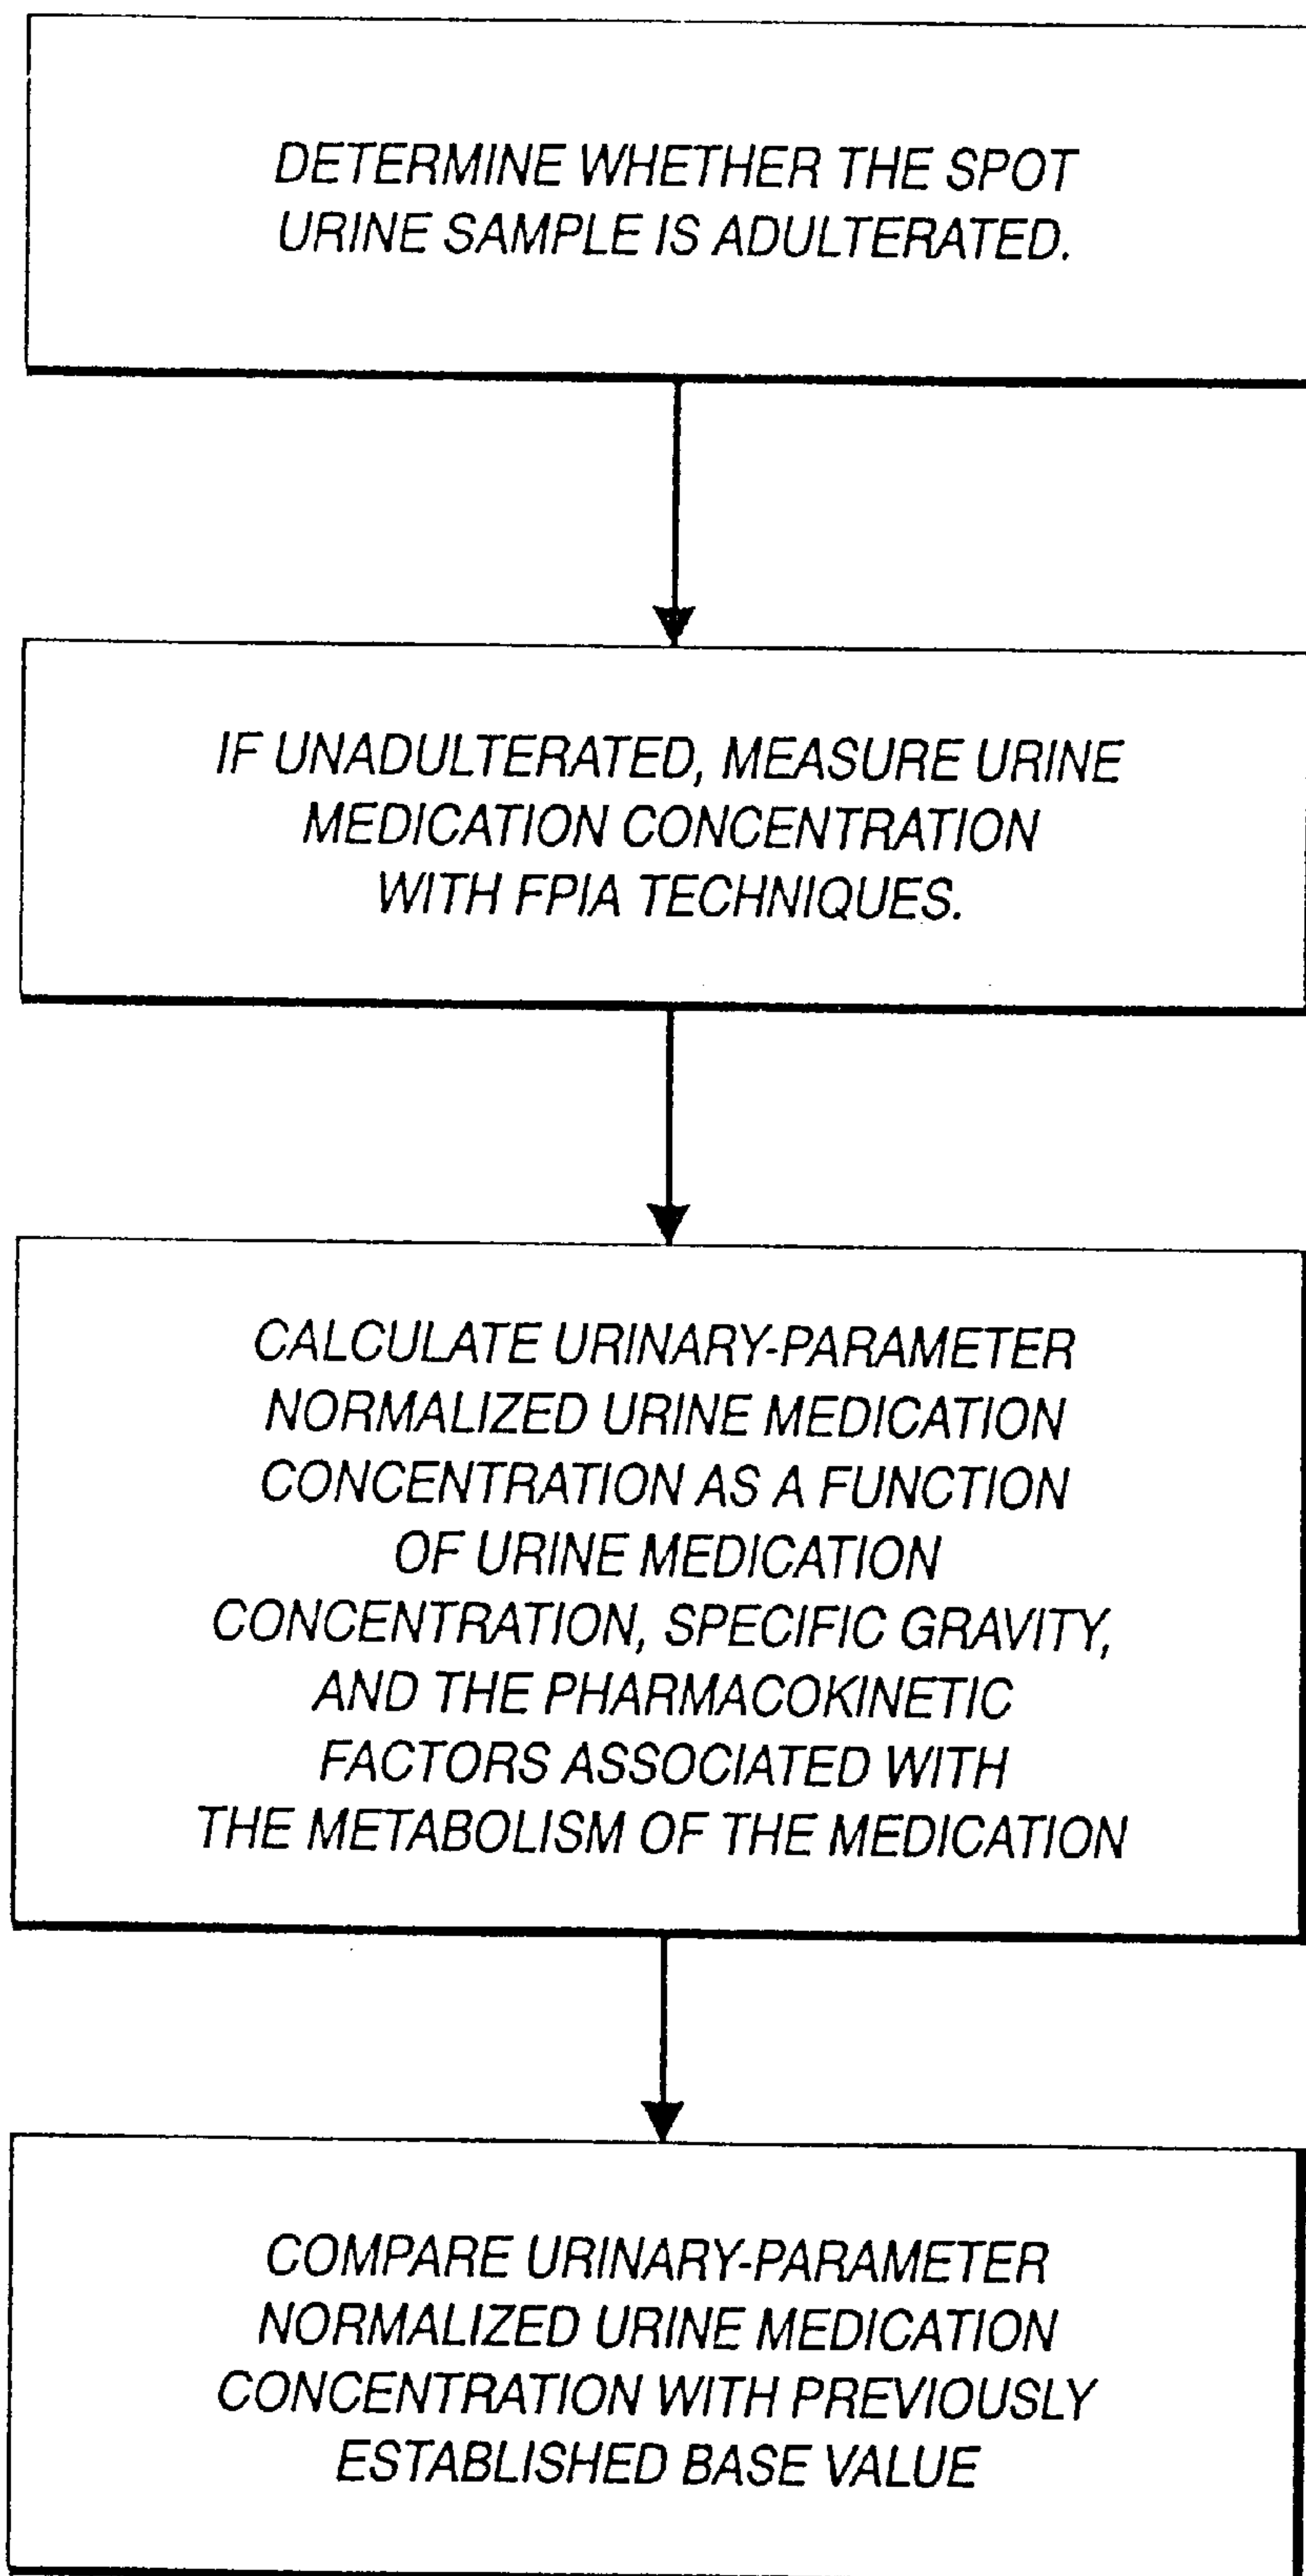 DETERMINE WHETHER THE SPOT
URINE SAMPLE IS ADULTERATED.
IF UNADULTERATED, MEASURE URINE
MEDICATION CONCENTRATION
WITH FPIA TECHNIQUES.
CALCULATE URINARY-PARAMETER
NORMALIZED URINE MEDICATION
CONCENTRATION AS A FUNCTION
OF URINE MEDICATION
CONCENTRATION, SPECIFIC GRAVITY,
AND THE PHARMACOKINETIC
FACTORS ASSOCIATED WITH
THE METABOLISM OF THE MEDICATION
COMPARE URINARY-PARAMETER
NORMALIZED URINE MEDICATION
CONCENTRATION WITH PREVIOUSLY
ESTABLISHED BASE VALUE